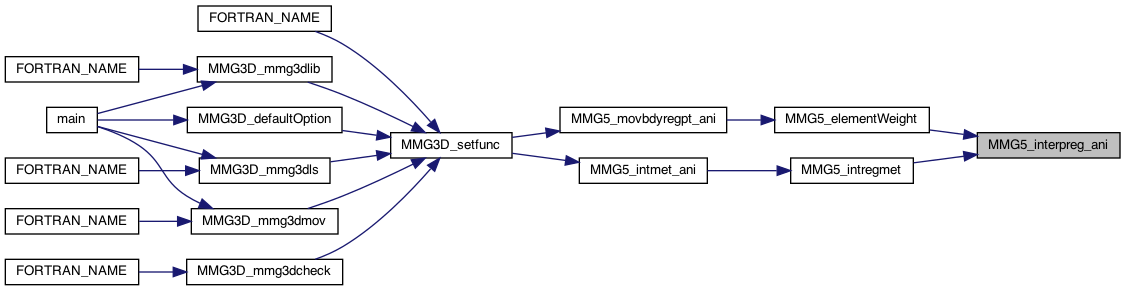 FORTRAN_NAME
FORTRAN_NAME
MMG3D_mmg3dlib
main
MMG3D_defaultOption
MMG5_movbdyregpt_ani
MMG5_elementWeight
MMG3D_setfunc
MMG5_interpreg_ani
FORTRAN_NAME
MMG3D_mmg3dls
MMG5_intmet_ani
MMG5_intregmet
FORTRAN_NAME
MMG3D_mmg3dmov
FORTRAN_NAME
MMG3D_mmg3dcheck